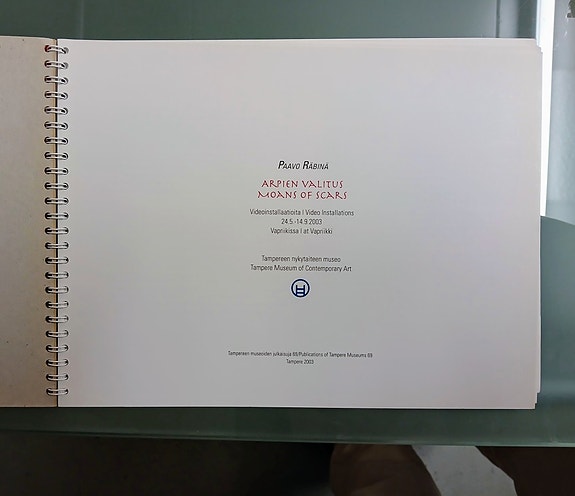 PAAVO RÄBINÄ
ARPIEN VALITUS
MOANS OF SCARS
Videoinstallaatioita | Video Installations
24.5.-14.9.2003
Vapriikissa | at Vapriikki
Tampereen nykytaiteen museo
Tampere Museum of Contemporary Art
Tampereen museoiden julkaisuja 69/Publications of Tampere Museums 69
Tampere 2003